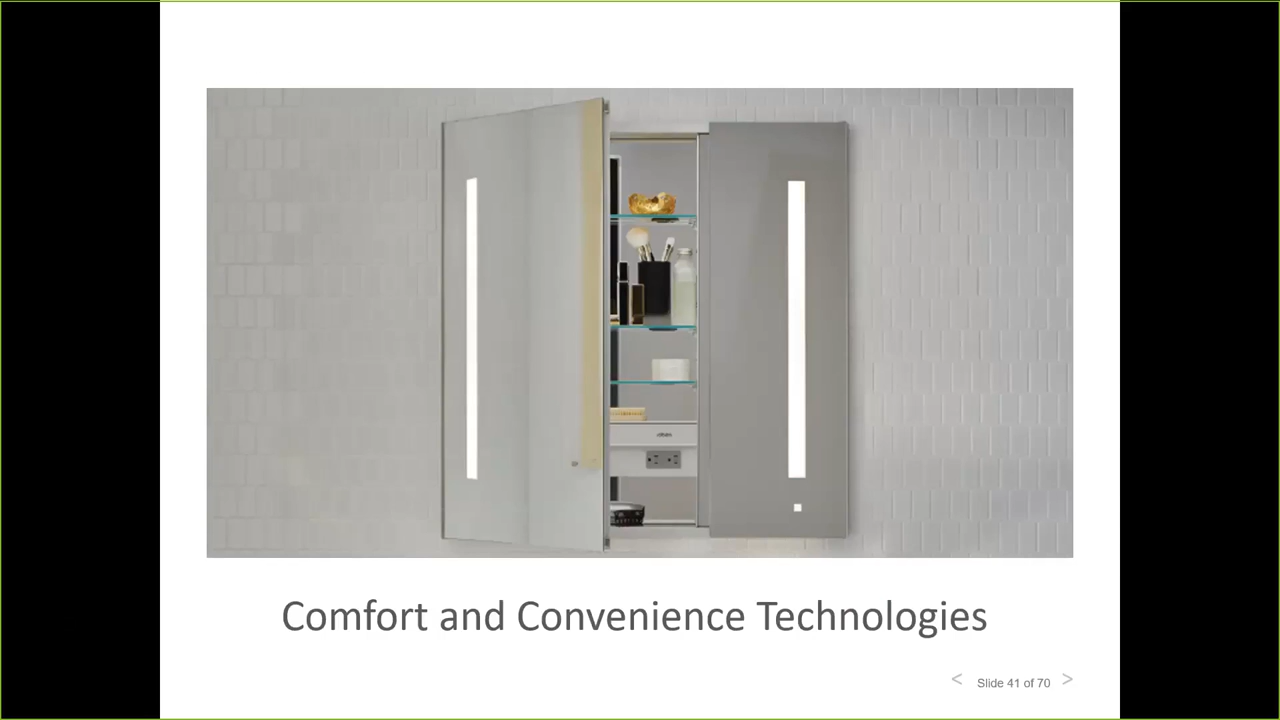 Comfort and Convenience Technologies
< Slide 41 of 70 >